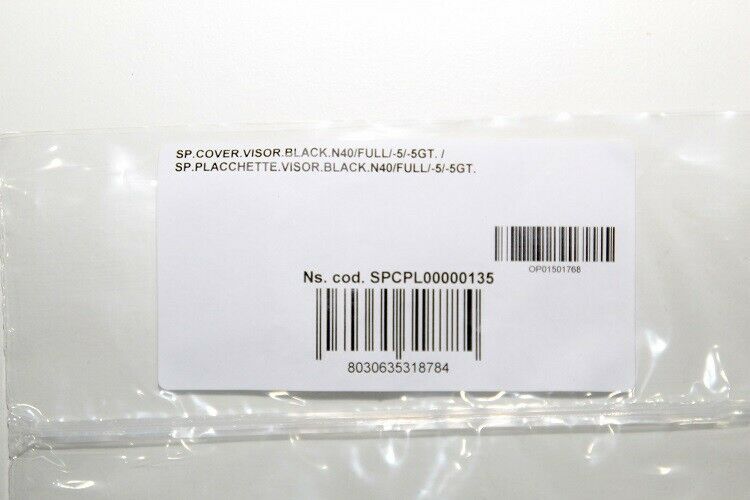 SP.COVER.VISOR.BLACK.N40/FULL/-5/-5GT. /
SP.PLACCHETTE.VISOR.BLACK.N40/FULL/-5/-5GT.
OP01501768
Ns. cod. SPCPL00000135
8030635318784